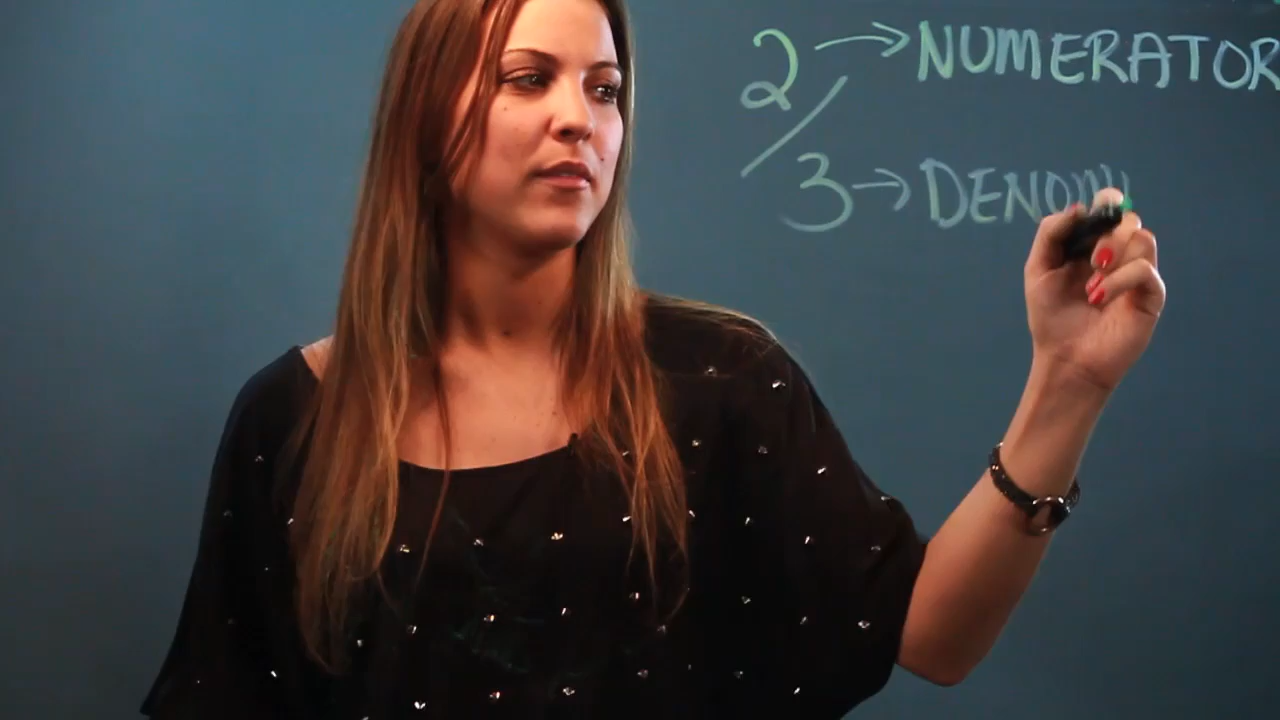 2 → NUMERATOR
/
3 → DENOM